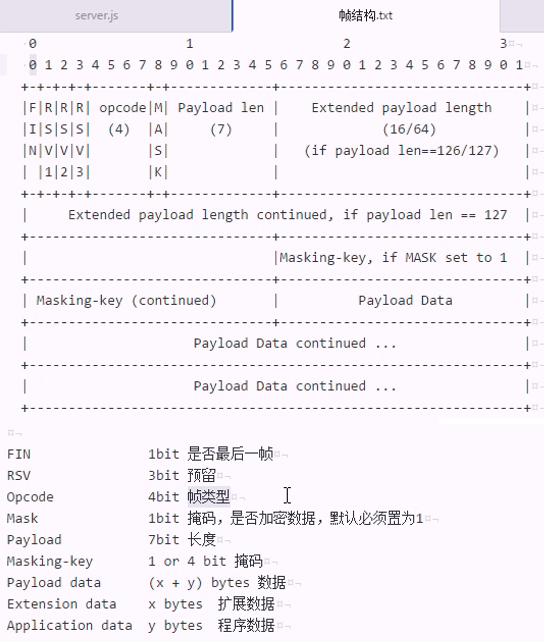 server.js 帧结构.txt
0 1 2 3
0 1 2 3 4 5 6 7 8 9 0 1 2 3 4 5 6 7 8 9 0 1 2 3 4 5 6 7 8 9 0 1
+-+-+-+-+-------+-+-------------+-------------------------------+
|F|R|R|R| opcode|M| Payload len | Extended payload length |
|I|S|S|S| (4) |A| (7) | (16/64) |
|N|V|V|V| |S| | (if payload len==126/127) |
| |1|2|3| |K| | |
+-+-+-+-+-------+-+-------------+-------------------------------+
| Extended payload length continued, if payload len == 127 |
+-------------------------------+-------------------------------+
| |Masking-key, if MASK set to 1 |
+-------------------------------+-------------------------------+
| Masking-key (continued) | Payload Data |
+-------------------------------+-------------------------------+
| Payload Data continued ... |
+---------------------------------------------------------------+
| Payload Data continued ... |
+---------------------------------------------------------------+
FIN 1bit 是否最后一帧
RSV 3bit 预留
Opcode 4bit 帧类型
Mask 1bit 掩码，是否加密数据，默认必须置为1
Payload 7bit 长度
Masking-key 1 or 4 bit 掩码
Payload data (x + y) bytes 数据
Extension data x bytes 扩展数据
Application data y bytes 程序数据